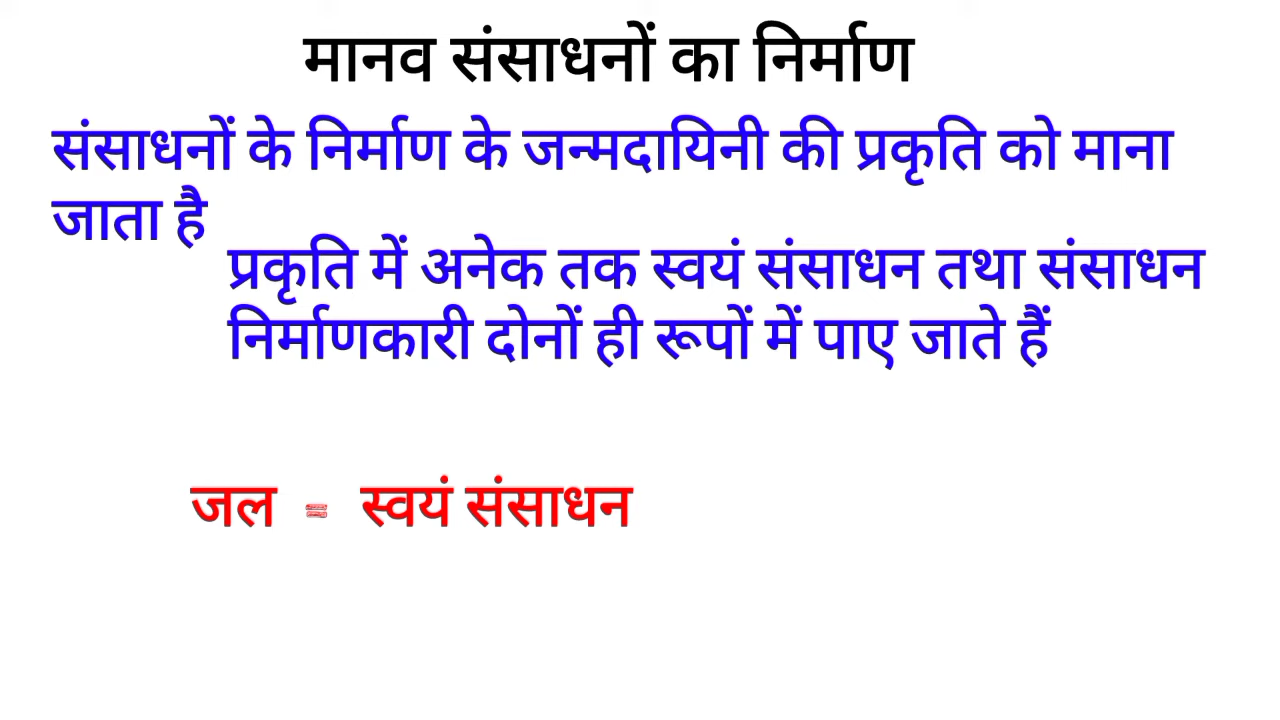 मानव संसाधनों का निर्माण
संसाधनों के निर्माण के जन्मदायिनी की प्रकृति को माना
जाता है
प्रकृति में अनेक तक स्वयं संसाधन तथा संसाधन
निर्माणकारी दोनों ही रूपों में पाए जाते हैं
जल = स्वयं संसाधन